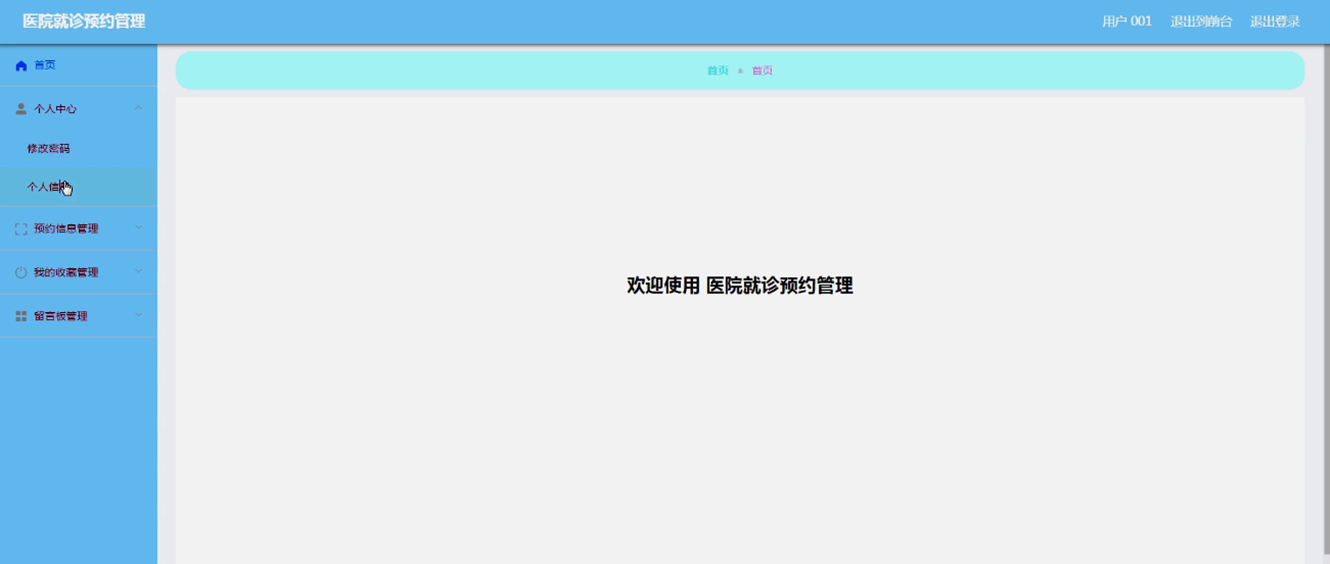 医院就诊预约管理
用户 001 退出到前台 退出登录
首页
首页 首页
个人中心
修改密码
个人信
预约信息管理
我的收藏管理
留言板管理
欢迎使用 医院就诊预约管理